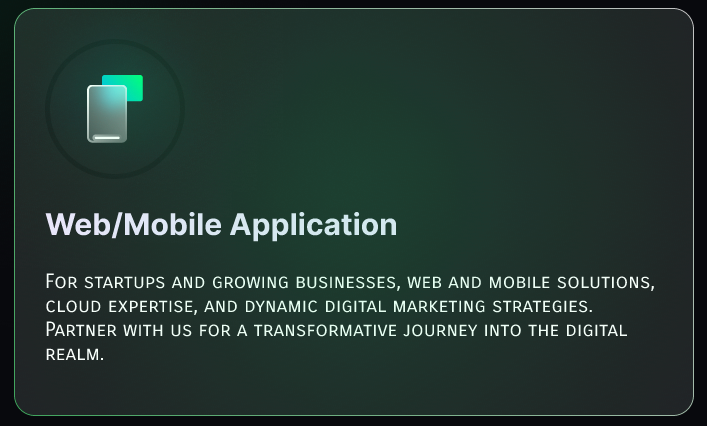 Web/Mobile Application
For startups and growing businesses, web and mobile solutions,
cloud expertise, and dynamic digital marketing strategies.
Partner with us for a transformative journey into the digital
realm.